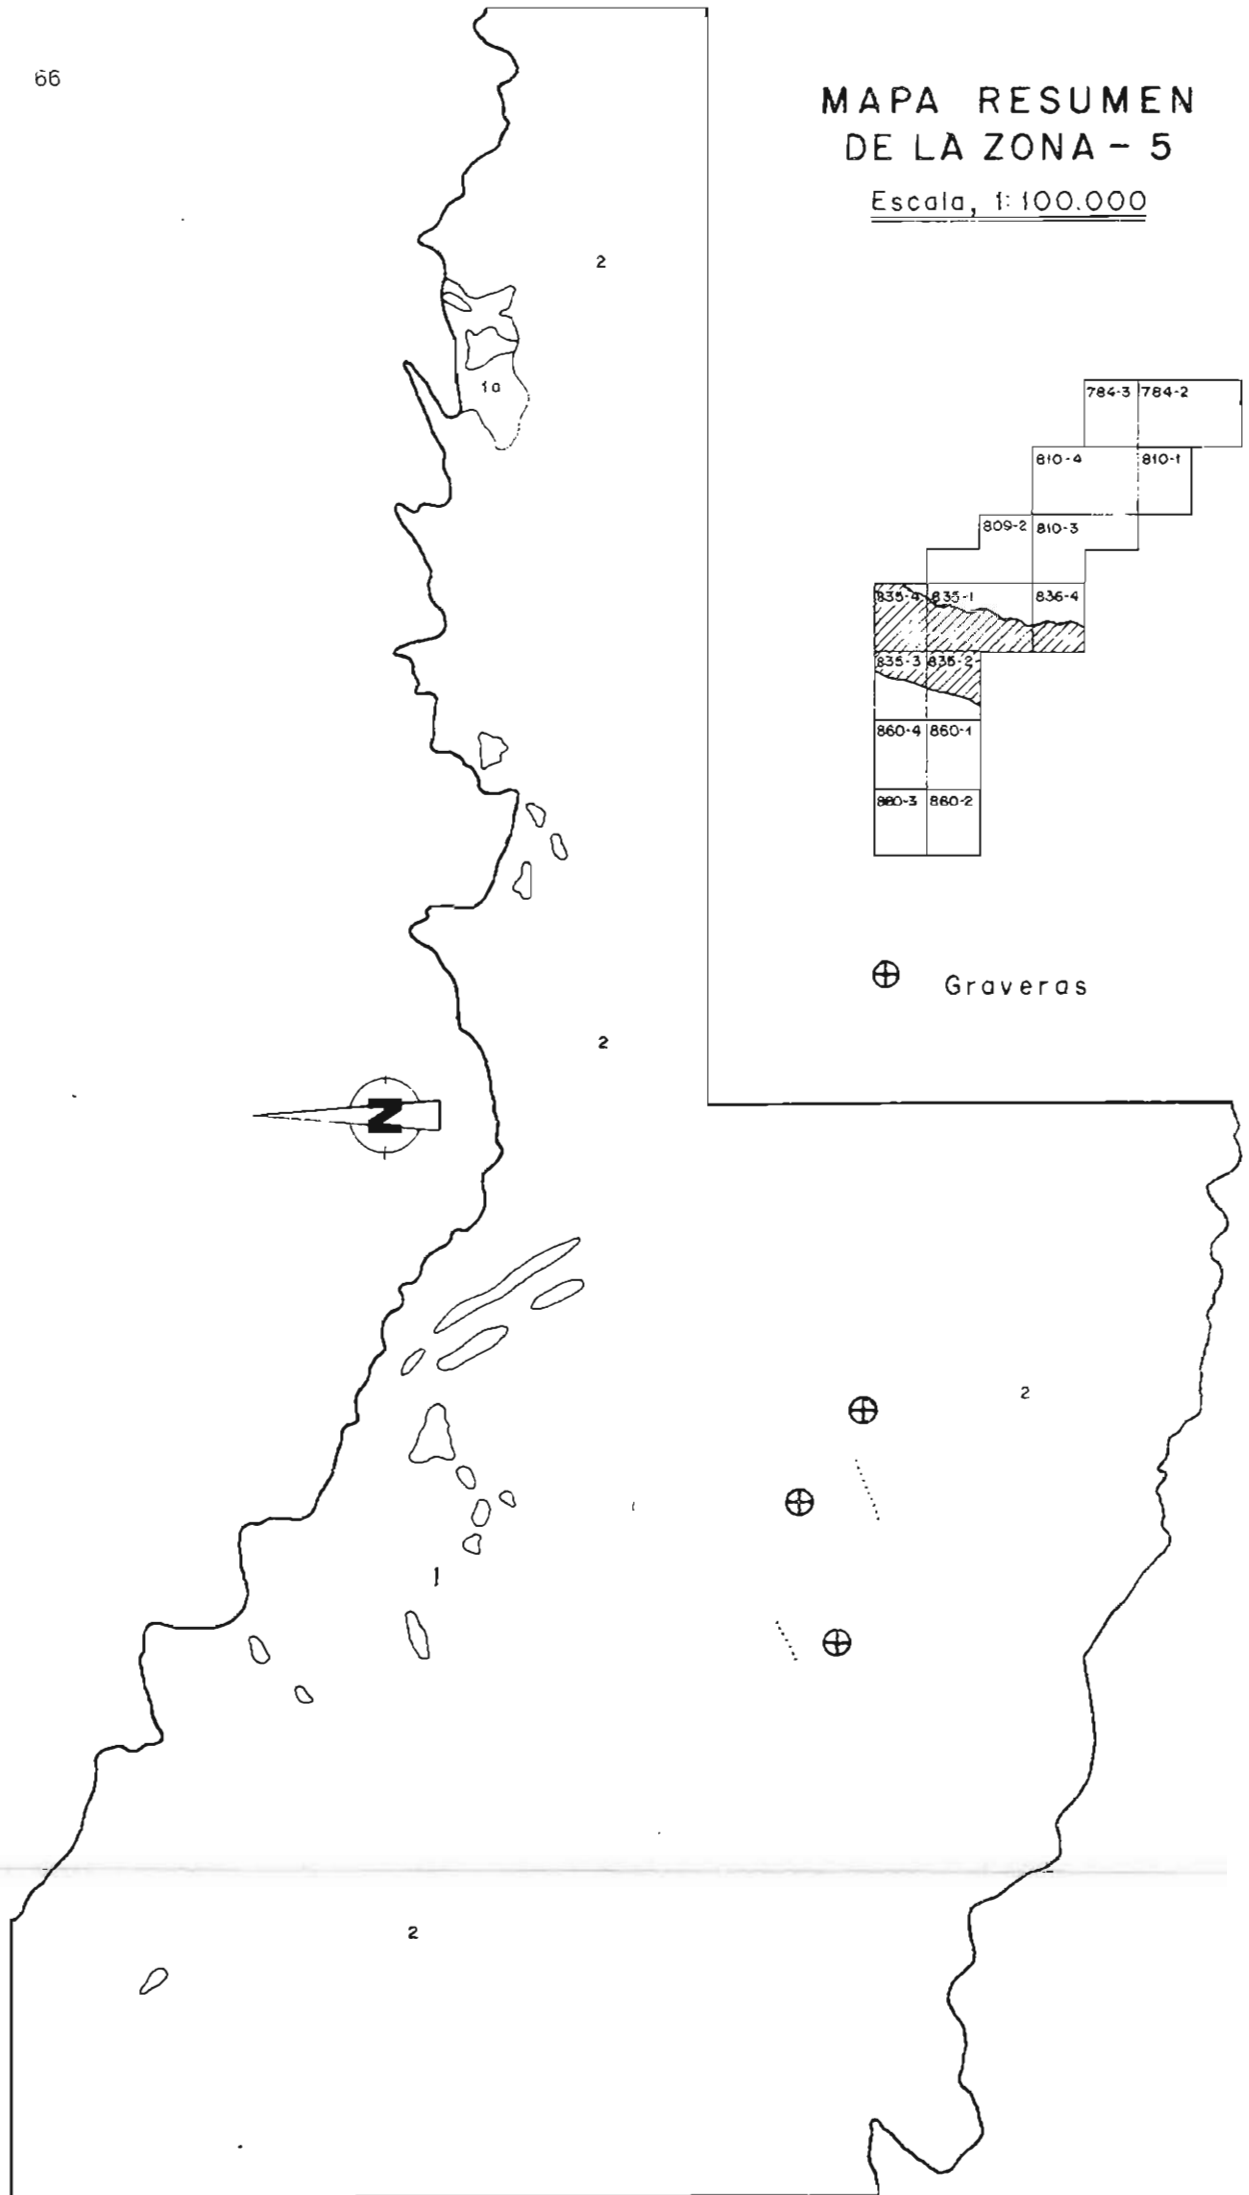 66
MAPA RESUMEN
DE LA ZONA - 5
Escala, 1:100.000
2
1a
784-3 784-2
810-4 810-1
809-2 810-3
835-4 835-1 836-4
835-3 835-2
860-4 860-1
860-3 860-2
Graveras
2
N
2
1
2